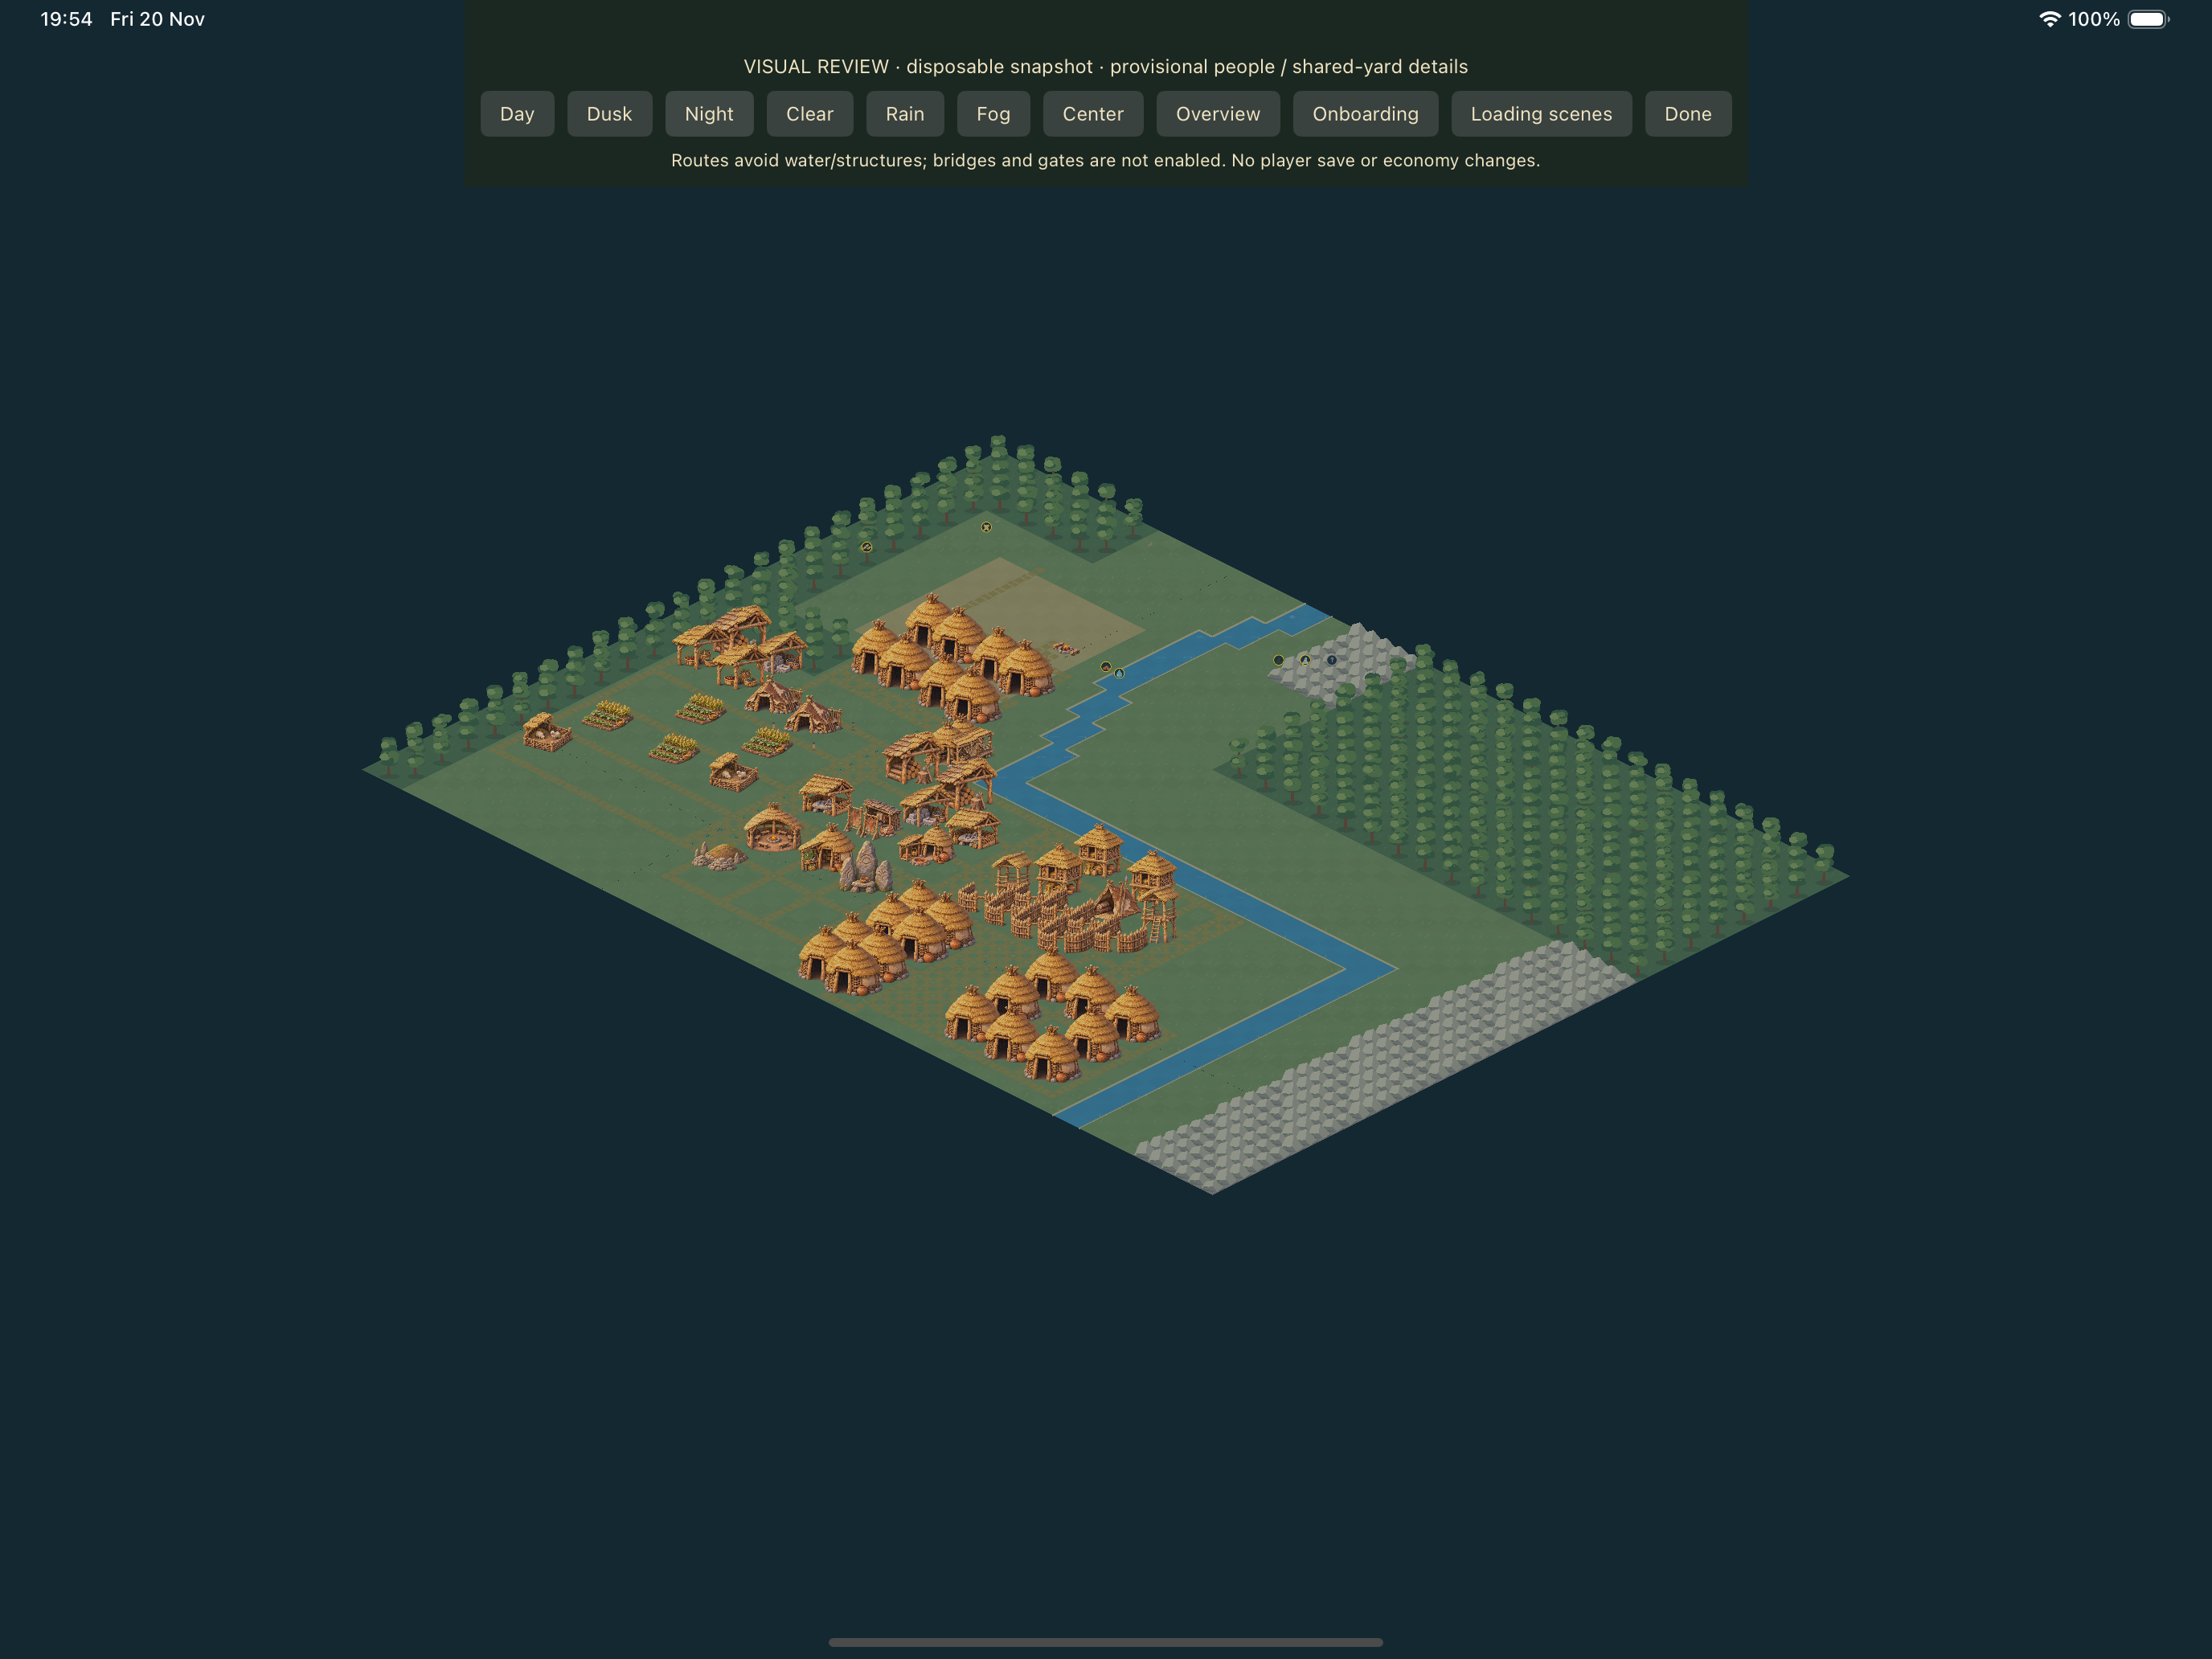 19:54 Fri 20 Nov
100%
VISUAL REVIEW · disposable snapshot · provisional people / shared-yard details
Day Dusk Night Clear Rain Fog Center Overview Onboarding Loading scenes Done
Routes avoid water/structures; bridges and gates are not enabled. No player save or economy changes.